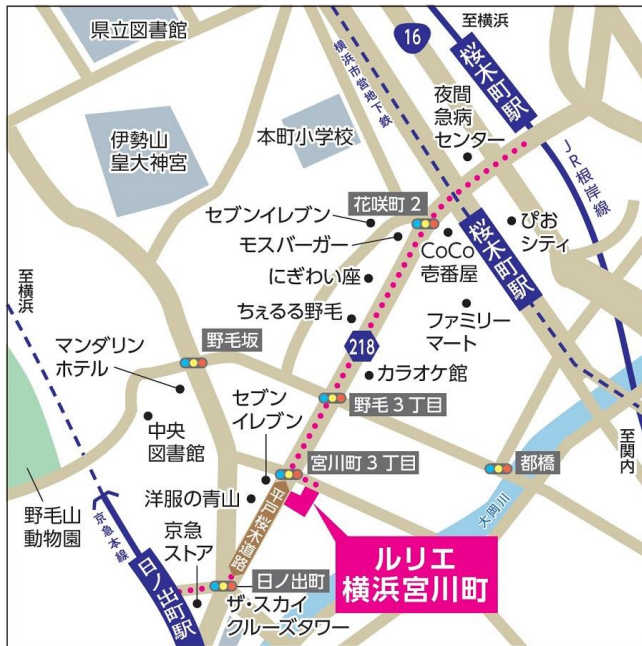 県立図書館
至横浜
16
桜木町駅
横浜市営地下鉄
夜間
急病
センター
JR根岸線
伊勢山
皇大神宮
本町小学校
花咲町2
セブンイレブン
モスバーガー
CoCo
壱番屋
ぴお
シティ
桜木町駅
にぎわい座
ちぇるる野毛
ファミリー
マート
至横浜
218
野毛坂
マンダリン
ホテル
カラオケ館
セブン
イレブン
野毛3丁目
中央
図書館
至関内
宮川町3丁目
都橋
野毛山
動物園
洋服の青山
平戸桜木道路
大岡川
京急本線
京急
ストア
ルリエ
横浜宮川町
日ノ出町駅
日ノ出町
ザ・スカイ
クルーズタワー